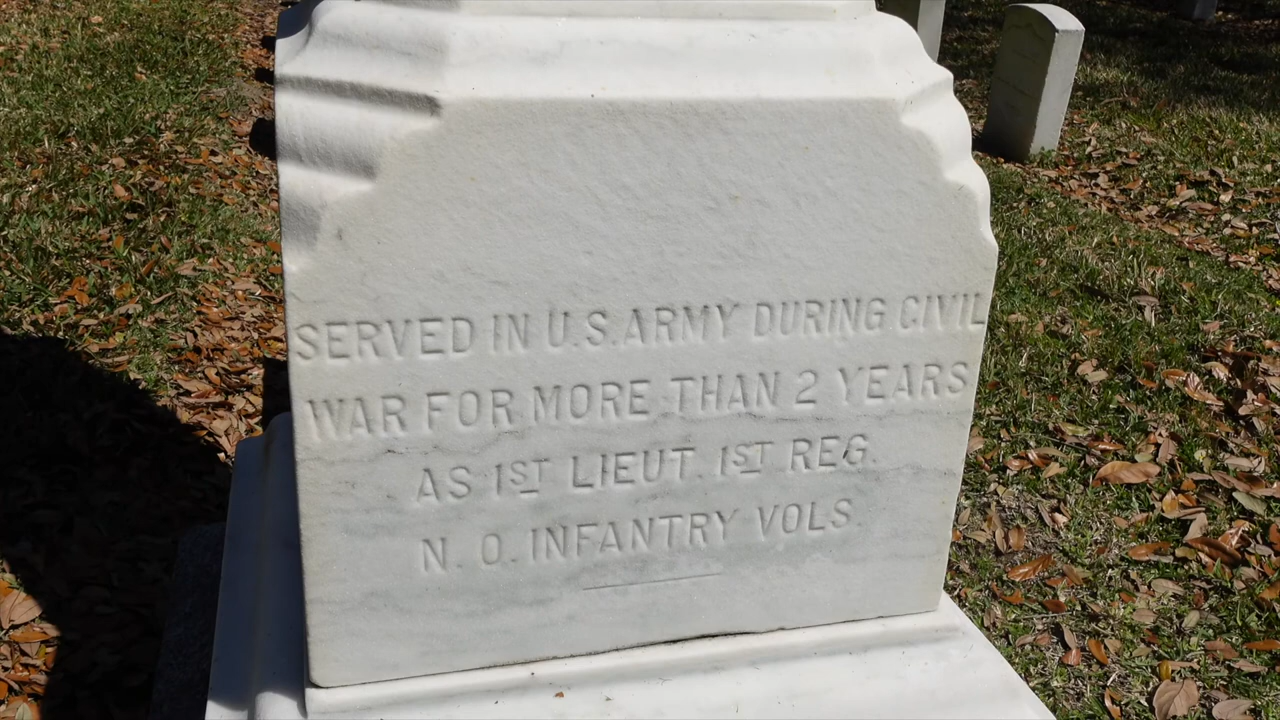 SERVED IN U.S. ARMY DURING CIVIL
WAR FOR MORE THAN 2 YEARS
AS 1ST LIEUT. 1ST REG.
N. O. INFANTRY VOLS